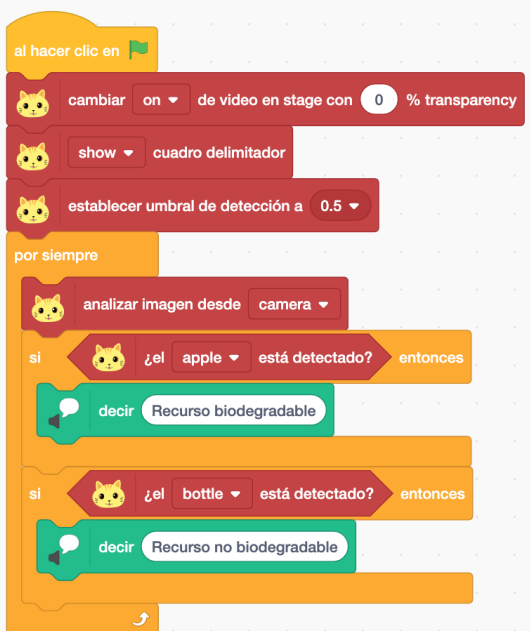 al hacer clic en
cambiar on de video en stage con 0 % transparency
show cuadro delimitador
establecer umbral de detección a 0.5
por siempre
analizar imagen desde camera
si ¿el apple está detectado? entonces
decir Recurso biodegradable
si ¿el bottle está detectado? entonces
decir Recurso no biodegradable